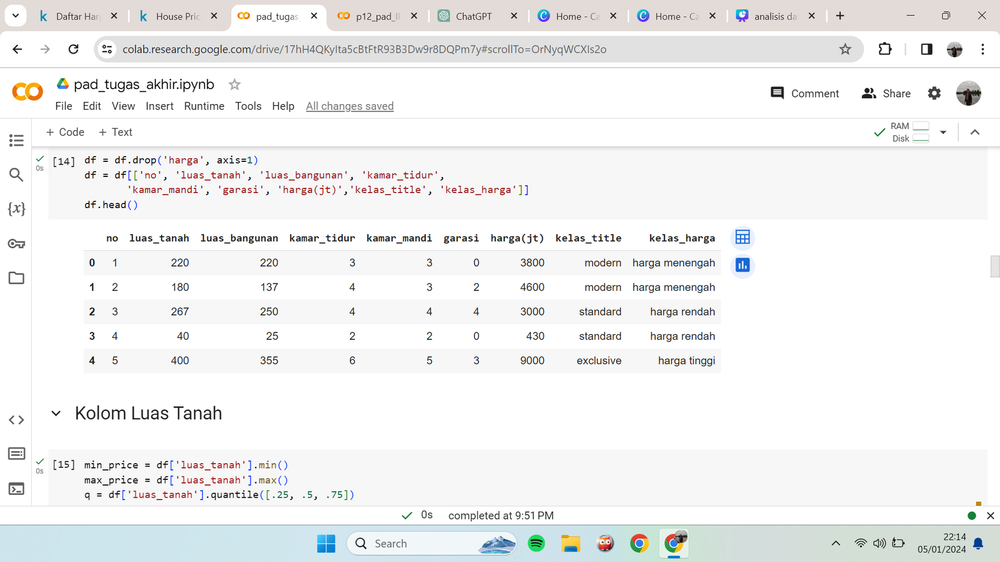 Daftar Har
House Pric
pad_tugas_
p12_pad_IF
ChatGPT
Home - Ca
Home - Ca
analisis dat
colab.research.google.com/drive/17hH4QKyIta5cBtFtR93B3Dw9r8DQPm7y#scrollTo=OrNyqWCXIs2o
pad_tugas_akhir.ipynb
Comment
Share
File Edit View Insert Runtime Tools Help All changes saved
+ Code + Text
RAM
Disk
[14] df = df.drop('harga', axis=1)
0s
df = df[['no', 'luas_tanah', 'luas_bangunan', 'kamar_tidur',
'kamar_mandi', 'garasi', 'harga(jt)','kelas_title', 'kelas_harga']]
df.head()
no luas_tanah luas_bangunan kamar_tidur kamar_mandi garasi harga(jt) kelas_title kelas_harga
0 1 220 220 3 3 0 3800 modern harga menengah
1 2 180 137 4 3 2 4600 modern harga menengah
2 3 267 250 4 4 4 3000 standard harga rendah
3 4 40 25 2 2 0 430 standard harga rendah
4 5 400 355 6 5 3 9000 exclusive harga tinggi
Kolom Luas Tanah
[15] min_price = df['luas_tanah'].min()
0s
max_price = df['luas_tanah'].max()
q = df['luas_tanah'].quantile([.25, .5, .75])
0s completed at 9:51 PM
Search
22:14
05/01/2024